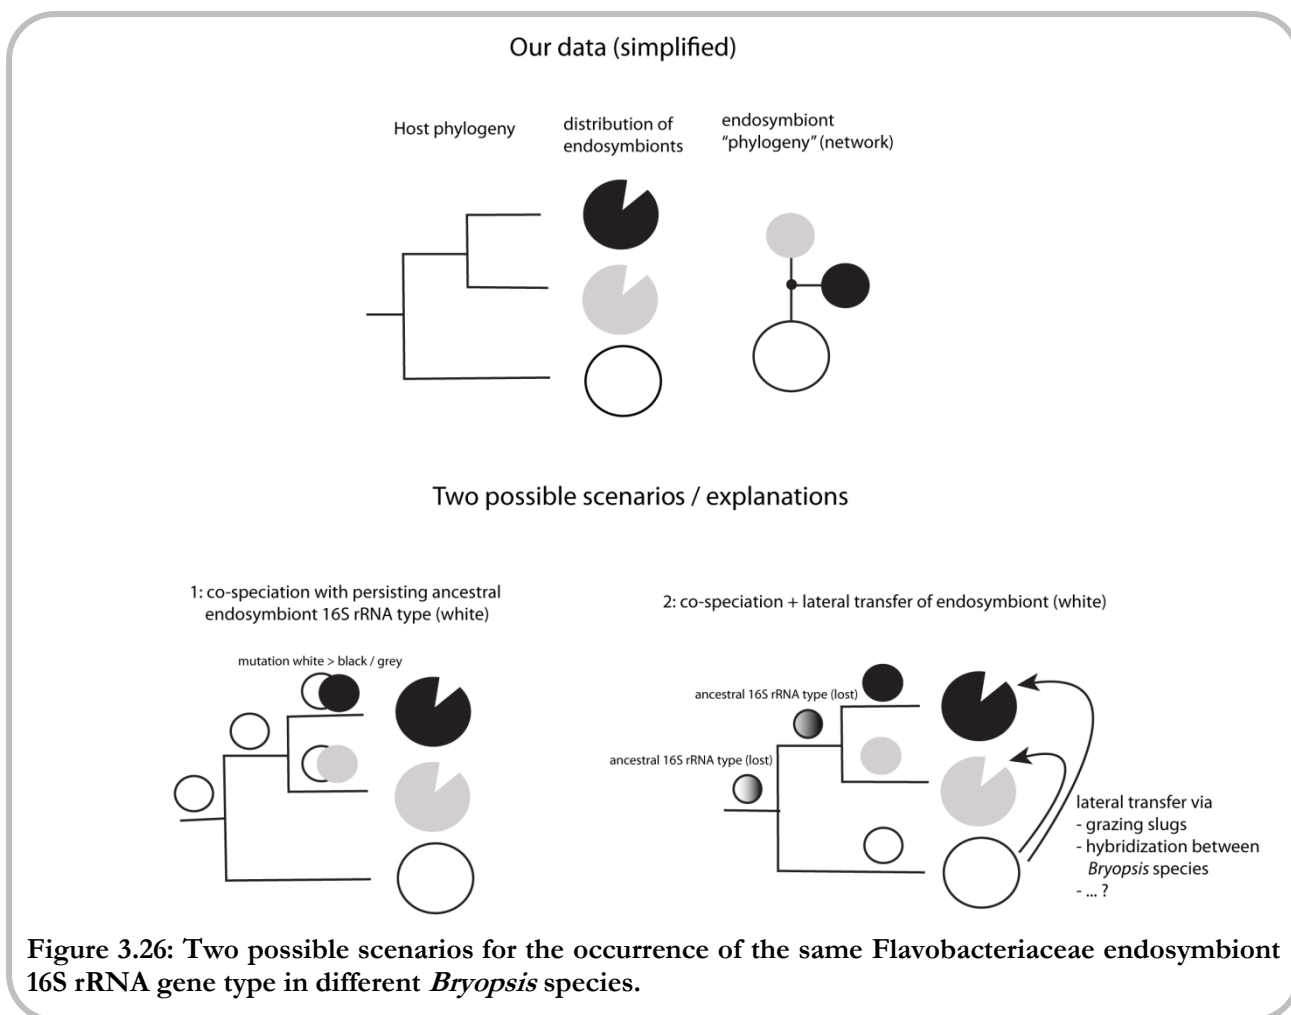 Our data (simplified)
Host phylogeny
distribution of
endosymbionts
endosymbiont
“phylogeny” (network)
Two possible scenarios / explanations
1: co-speciation with persisting ancestral
endosymbiont 16S rRNA type (white)
mutation white > black / grey
2: co-speciation + lateral transfer of endosymbiont (white)
ancestral 16S rRNA type (lost)
ancestral 16S rRNA type (lost)
lateral transfer via
- grazing slugs
- hybridization between
Bryopsis species
- ... ?
Figure 3.26: Two possible scenarios for the occurrence of the same Flavobacteriaceae endosymbiont
16S rRNA gene type in different Bryopsis species.